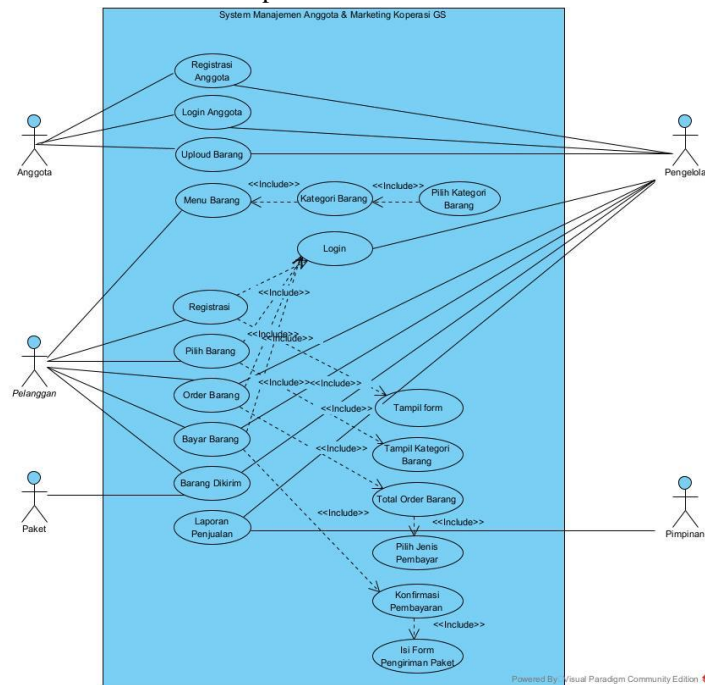 System Manajemen Anggota & Marketing Koperasi GS
Registrasi
Anggota
Login Anggota
Anggota
Uploud Barang
Pengelola
Menu Barang
<<Include>>
Kategori Barang
<<Include>>
Pilih Kategori
Barang
Login
<<Include>>
Registrasi
<<Include>>
<<Include>>
Pilih Barang
Pelanggan
Order Barang
<<Include>>
<<Include>>
<<Include>>
Tampil form
Bayar Barang
<<Include>>
Tampil Kategori
Barang
Barang Dikirim
Total Order Barang
Paket
Laporan
Penjualan
<<Include>>
<<Include>>
Pilih Jenis
Pembayar
Pimpinan
Konfirmasi
Pembayaran
<<Include>>
Isi Form
Pengiriman Paket
Powered By: Visual Paradigm Community Edition